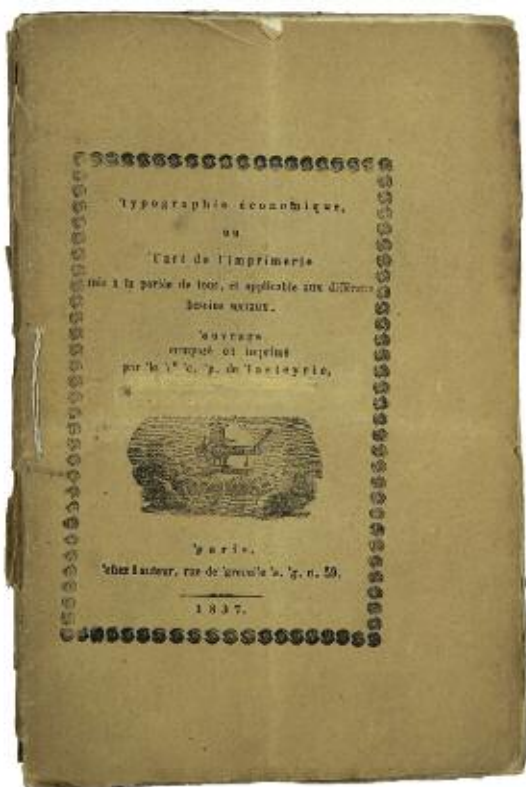 'typographie économique,
ou
l'art de l'imprimerie
mis à la portée de tous, et applicable aux différens
besoins
'ouvrage
composé et imprimé
par 'le 'c. 'p. de 'lasteyrie,
'paris,
'chez l'auteur, rue de 'grenelle 's. 'g. n. 59,
1837.